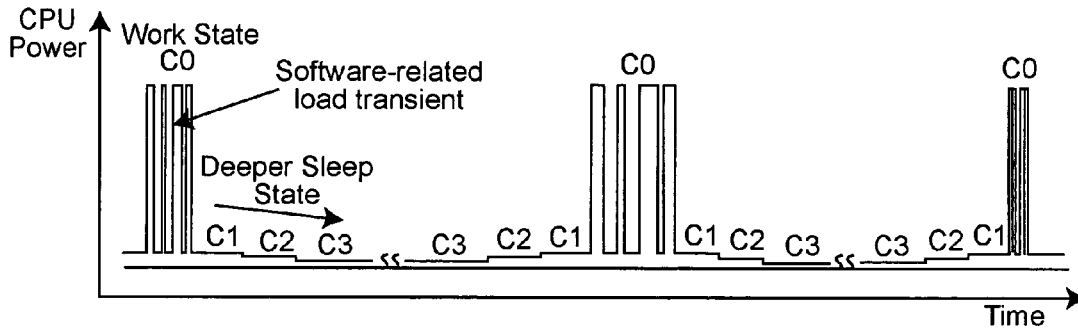 CPU
Power
Work State
C0
Software-related
load transient
Deeper Sleep
State
C1
C2
C3
C3
C2
C1
C0
C1
C2
C3
C3
C2
C1
C0
Time